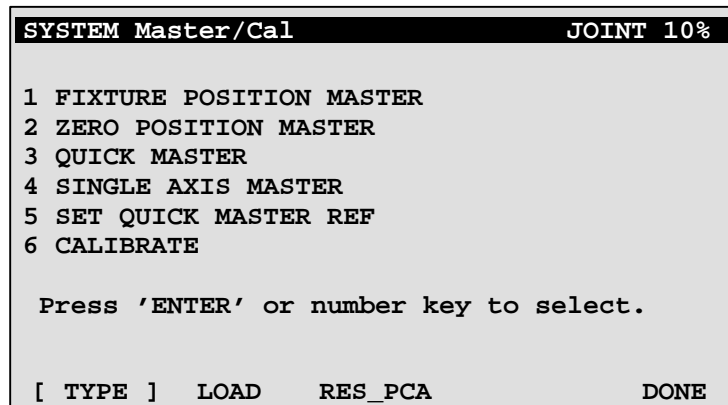 SYSTEM Master/Cal JOINT 10%
1 FIXTURE POSITION MASTER
2 ZERO POSITION MASTER
3 QUICK MASTER
4 SINGLE AXIS MASTER
5 SET QUICK MASTER REF
6 CALIBRATE
Press ’ENTER’ or number key to select.
[ TYPE ] LOAD RES_PCA DONE